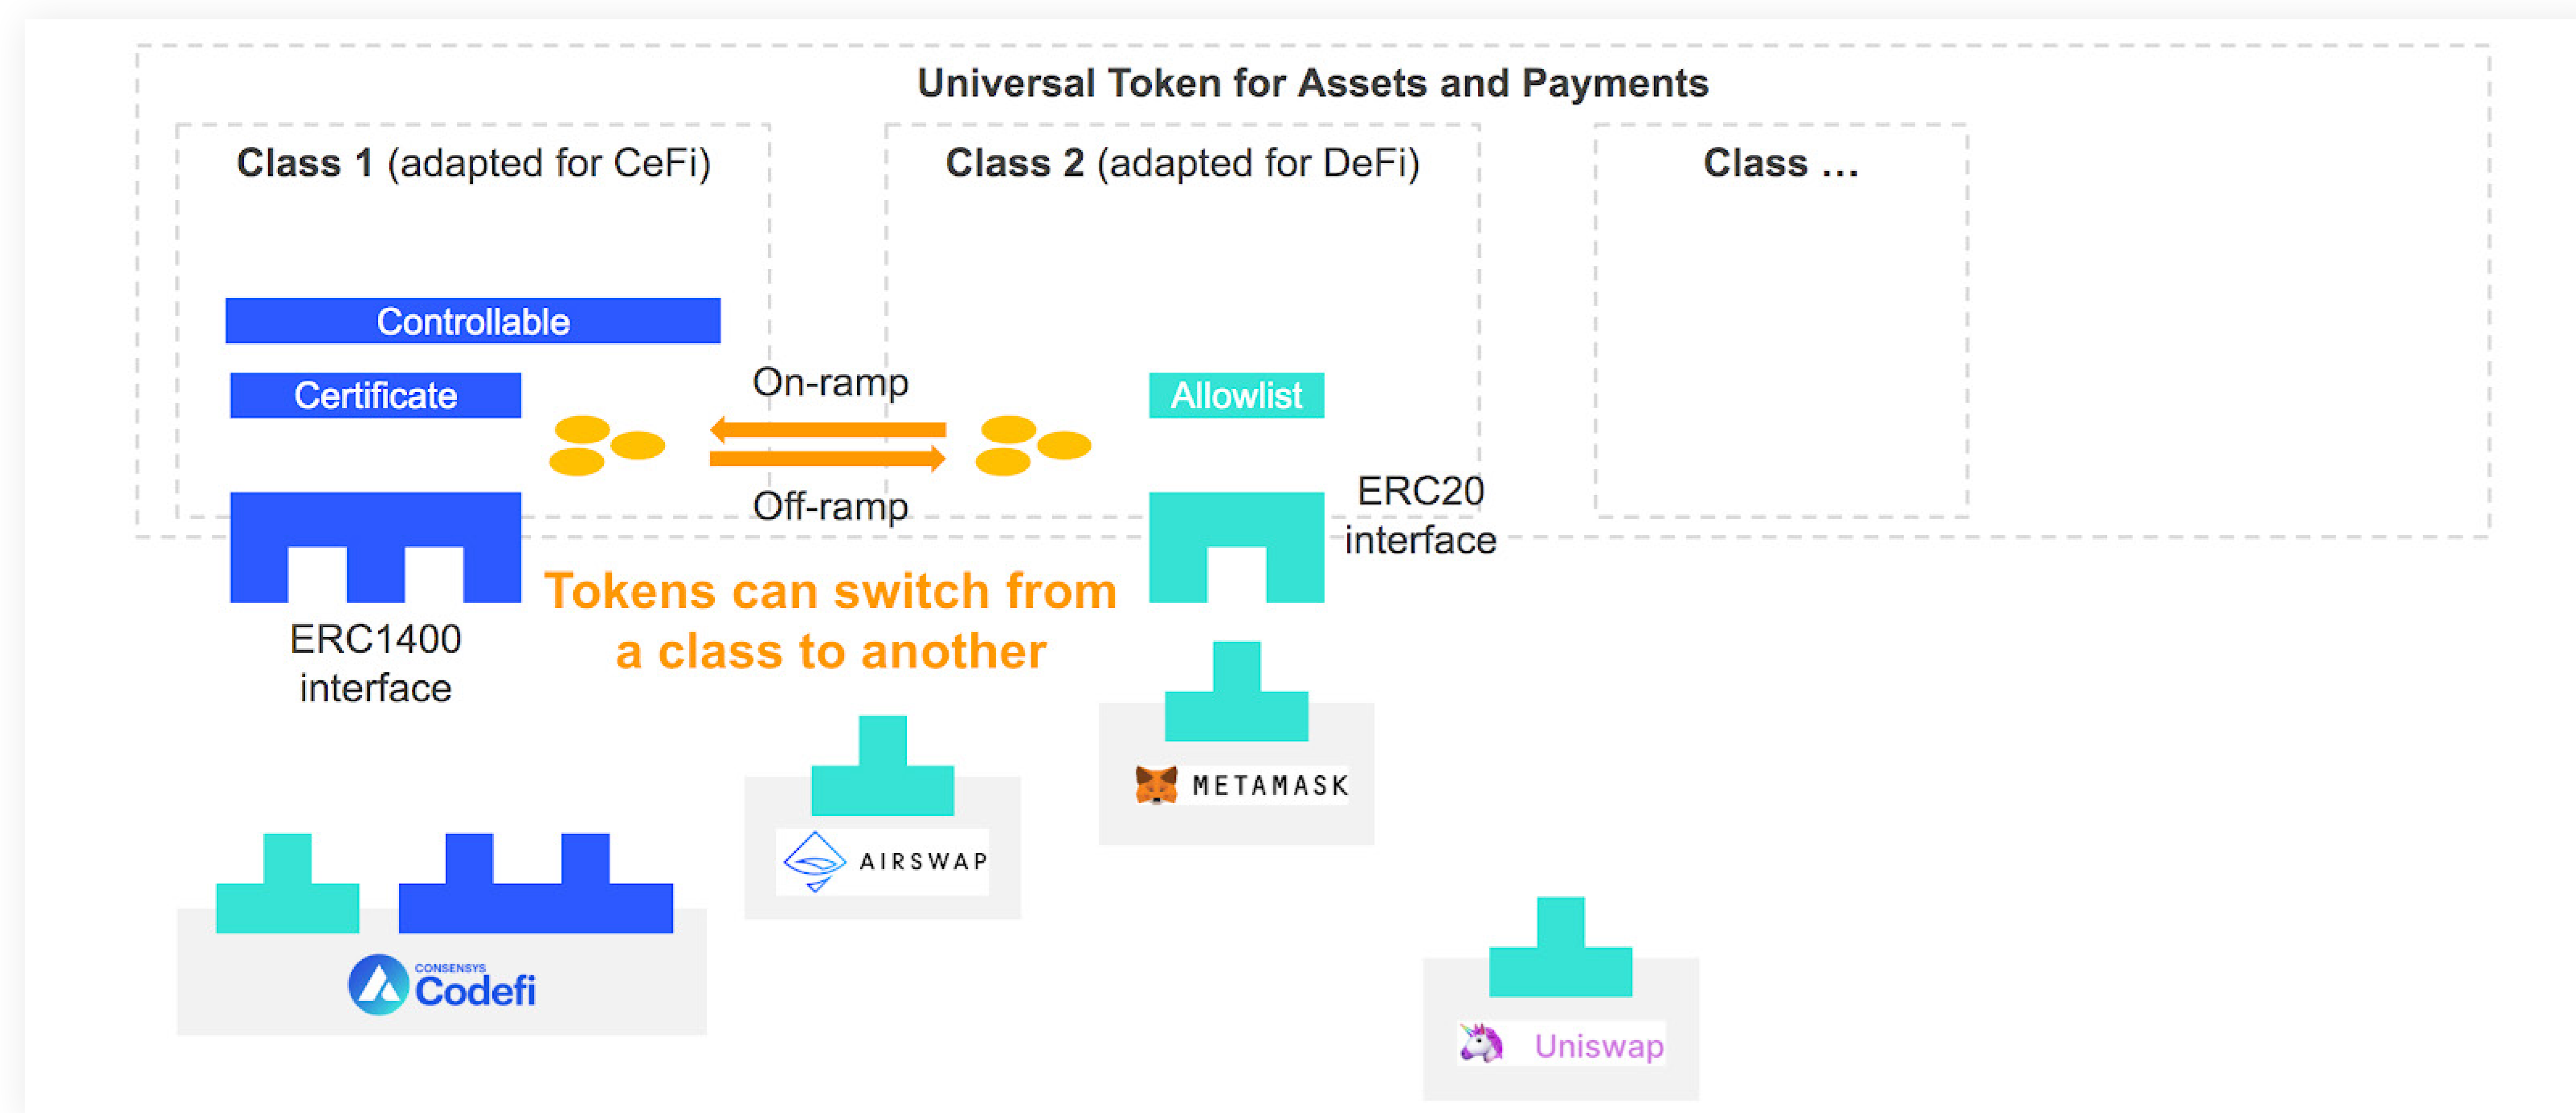 Universal Token for Assets and Payments
Class 1 (adapted for CeFi)
Class 2 (adapted for DeFi)
Class ...
Controllable
Certificate
On-ramp
Allowlist
Off-ramp
ERC20
interface
Tokens can switch from
a class to another
ERC1400
interface
METAMASK
AIRSWAP
CONSENSYS
Codefi
Uniswap